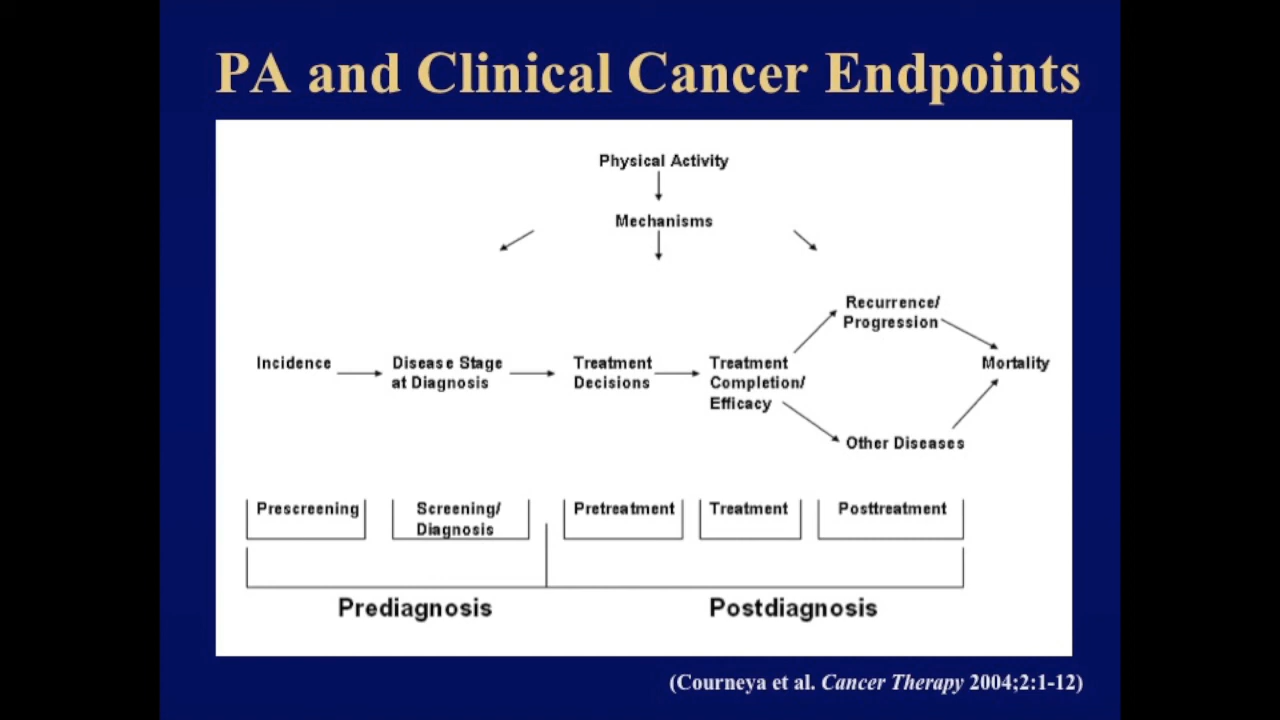 PA and Clinical Cancer Endpoints
Physical Activity
Mechanisms
Recurrence/
Progression
Incidence
Disease Stage
at Diagnosis
Treatment
Decisions
Treatment
Completion/
Efficacy
Mortality
Other Diseases
Prescreening
Screening/
Diagnosis
Pretreatment
Treatment
Posttreatment
Prediagnosis
Postdiagnosis
(Courneya et al. Cancer Therapy 2004;2:1-12)